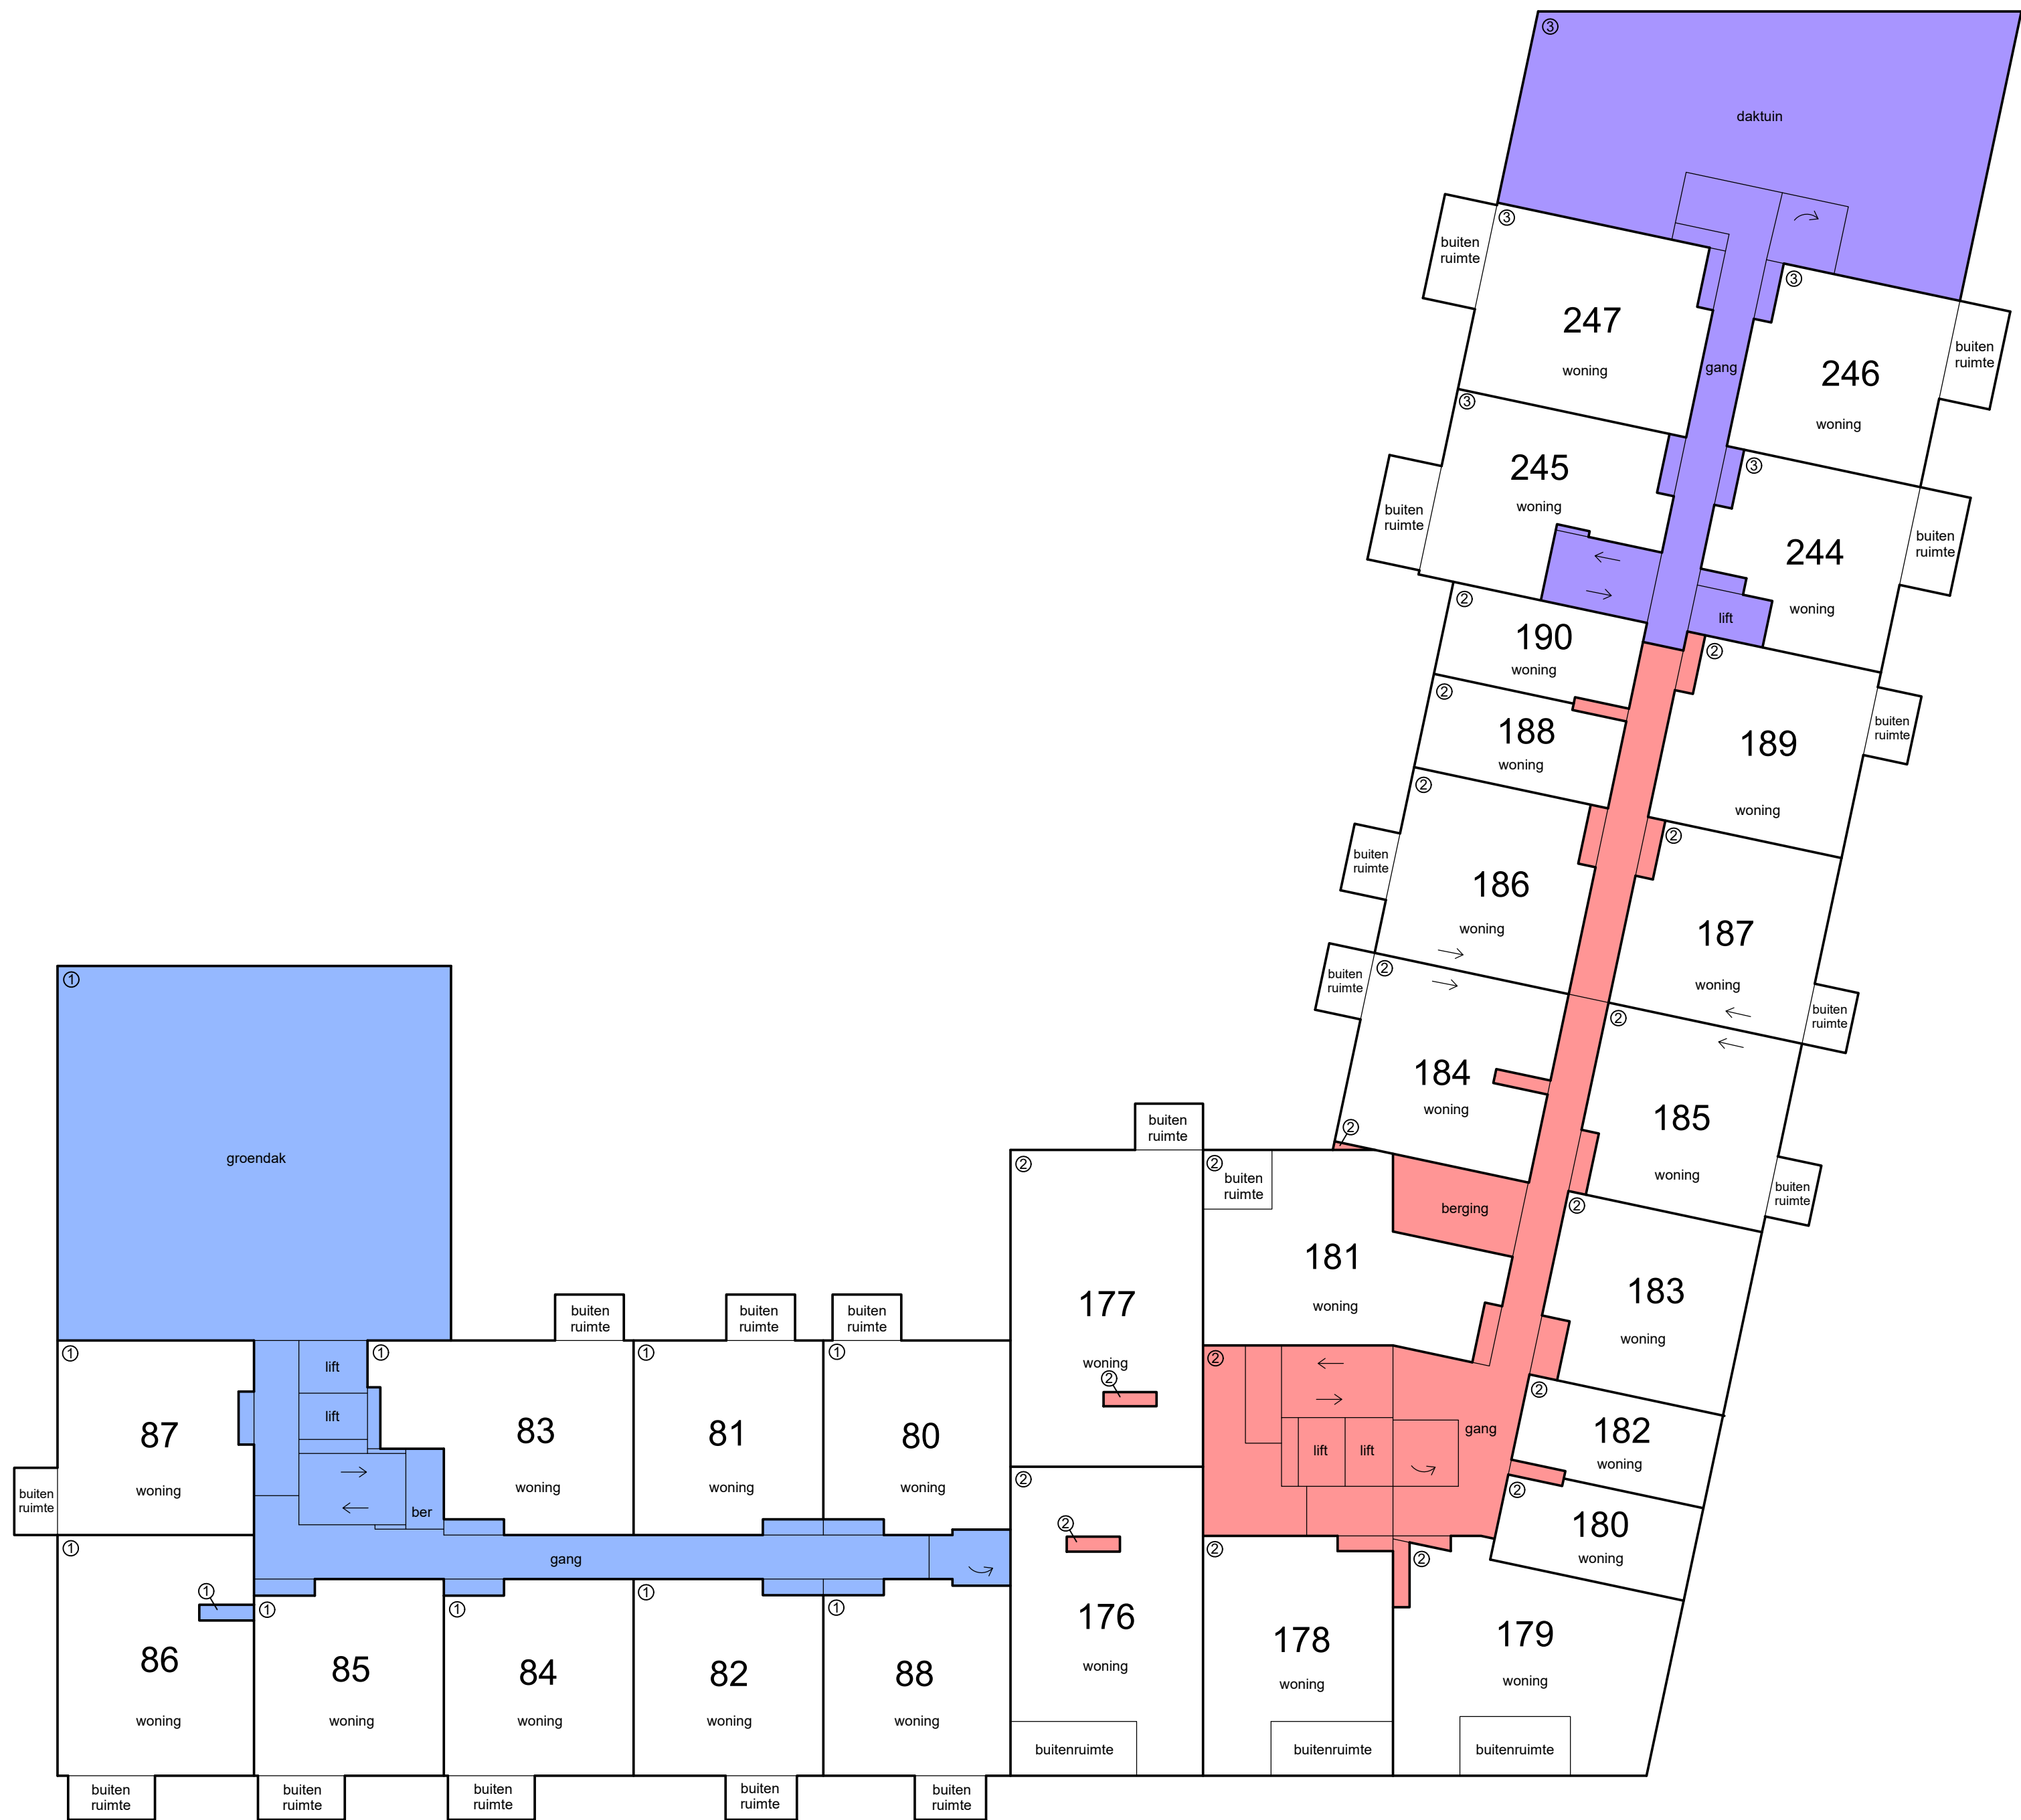 ③
daktuin
③
buiten
ruimte
247
woning
③
246
woning
buiten
ruimte
gang
③
245
woning
buiten
ruimte
③
244
woning
buiten
ruimte
lift
②
190
woning
②
189
woning
buiten
ruimte
②
188
woning
②
186
woning
buiten
ruimte
②
187
woning
buiten
ruimte
②
184
woning
buiten
ruimte
②
185
woning
buiten
ruimte
②
berging
②
183
woning
②
182
woning
②
180
woning
①
groendak
①
87
woning
buiten
ruimte
lift
lift
ber
①
83
woning
buiten
ruimte
①
81
woning
buiten
ruimte
①
80
woning
buiten
ruimte
gang
①
86
woning
①
buiten
ruimte
①
85
woning
buiten
ruimte
①
84
woning
buiten
ruimte
①
82
woning
buiten
ruimte
①
88
woning
buiten
ruimte
buiten
ruimte
②
177
woning
②
②
buiten
ruimte
181
woning
②
lift
lift
gang
②
②
176
woning
buitenruimte
②
178
woning
buitenruimte
②
179
woning
buitenruimte